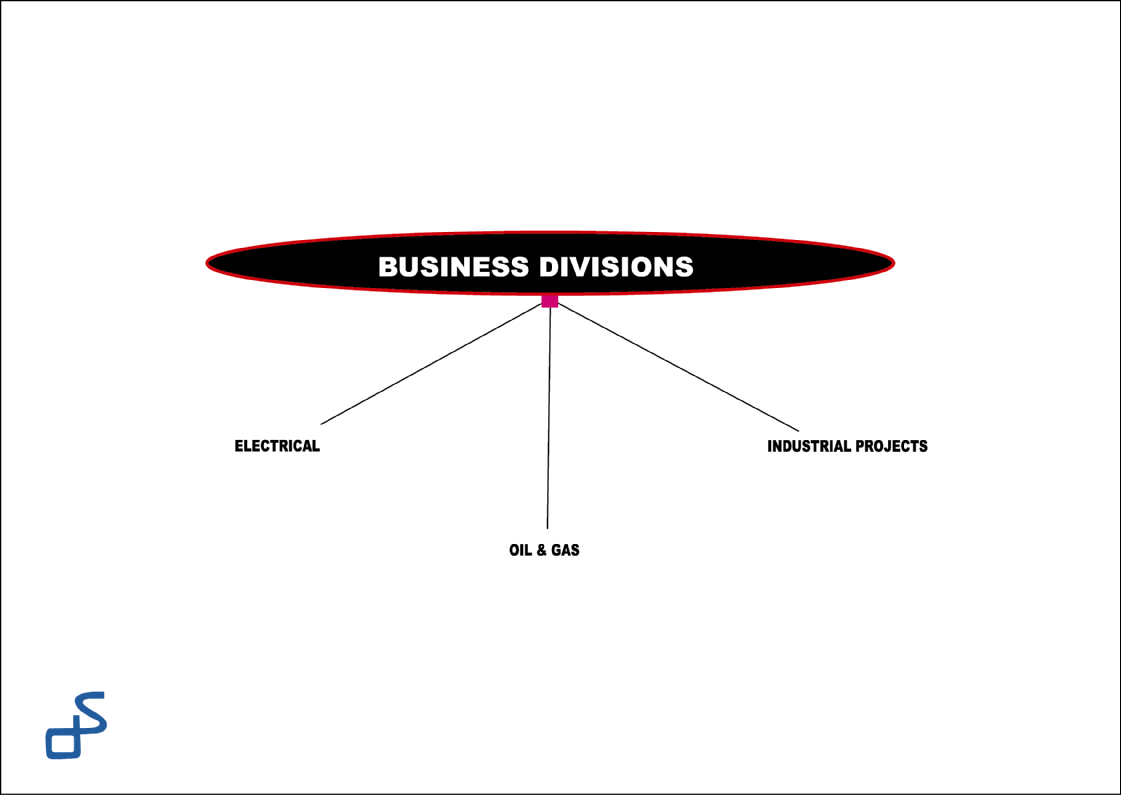 BUSINESS DIVISIONS
ELECTRICAL
INDUSTRIAL PROJECTS
OIL & GAS